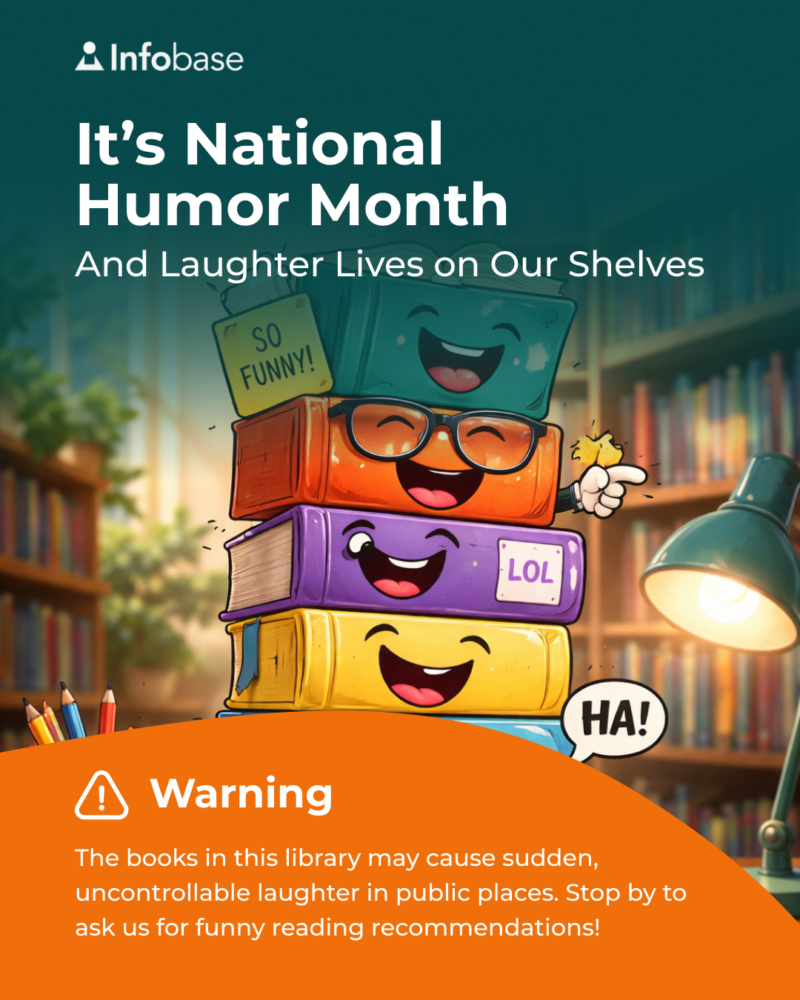 Infobase
It’s National
Humor Month
And Laughter Lives on Our Shelves
SO
FUNNY!
LOL
HA!
Warning
The books in this library may cause sudden,
uncontrollable laughter in public places. Stop by to
ask us for funny reading recommendations!